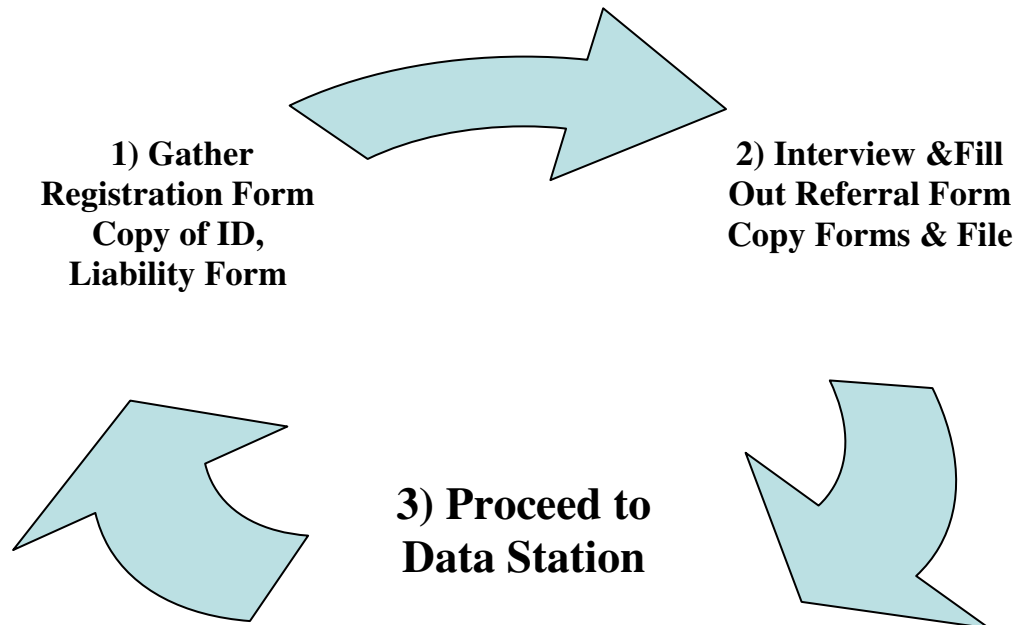 1) Gather
Registration Form
Copy of ID,
Liability Form
2) Interview &Fill
Out Referral Form
Copy Forms & File
3) Proceed to
Data Station